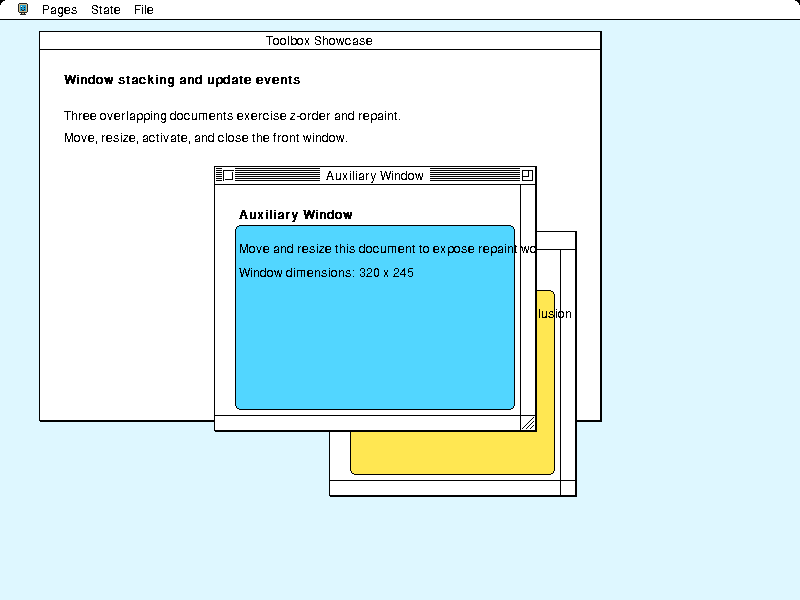 Pages State File
Toolbox Showcase
Window stacking and update events
Three overlapping documents exercise z-order and repaint.
Move, resize, activate, and close the front window.
Auxiliary Window
Auxiliary Window
Move and resize this document to expose repaint
Window dimensions: 320 x 245